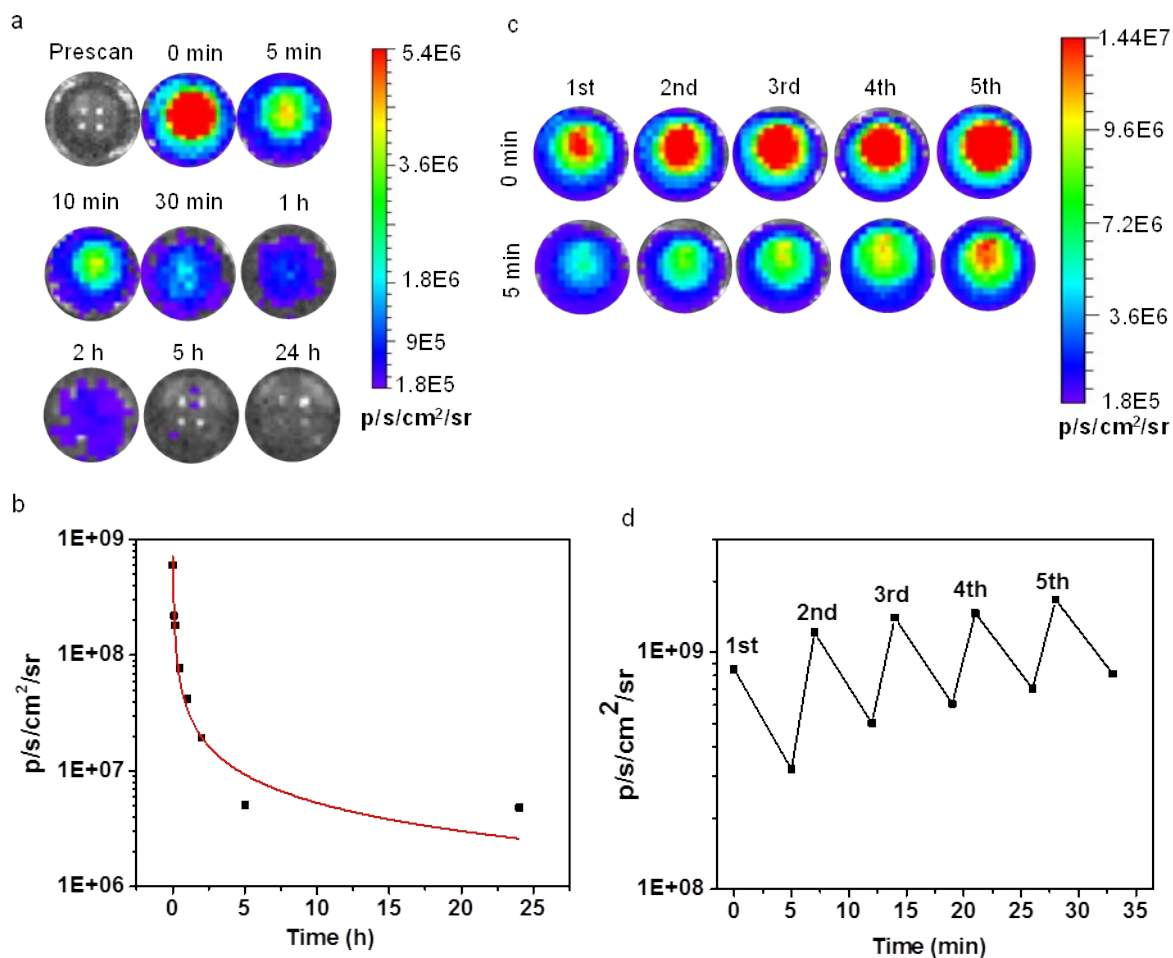 a
Prescan 0 min 5 min
10 min 30 min 1 h
2 h 5 h 24 h
5.4E6
3.6E6
1.8E6
9E5
1.8E5
p/s/cm²/sr
c
1st 2nd 3rd 4th 5th
0 min
5 min
1.44E7
9.6E6
7.2E6
3.6E6
1.8E5
p/s/cm²/sr
b
1E+09
1E+08
1E+07
1E+06
p/s/cm²/sr
0 5 10 15 20 25
Time (h)
d
1st 2nd 3rd 4th 5th
1E+09
1E+08
p/s/cm²/sr
0 5 10 15 20 25 30 35
Time (min)